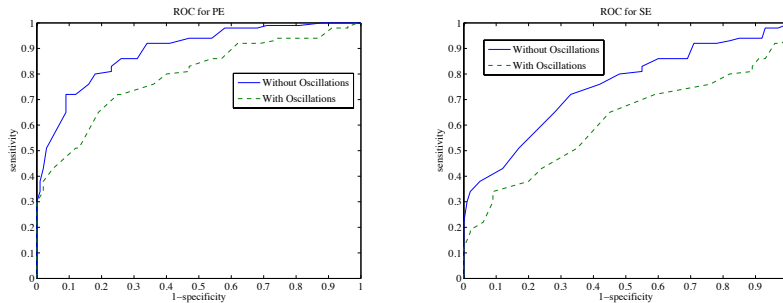 ROC for PE
1
0.9
0.8
0.7
0.6
0.5
0.4
0.3
0.2
0.1
0
sensitivity
Without Oscillations
With Oscillations
0 0.1 0.2 0.3 0.4 0.5 0.6 0.7 0.8 0.9 1
1−specificity
ROC for SE
1
0.9
0.8
0.7
0.6
0.5
0.4
0.3
0.2
0.1
0
sensitivity
Without Oscillations
With Oscillations
0 0.1 0.2 0.3 0.4 0.5 0.6 0.7 0.8 0.9
1−specificity